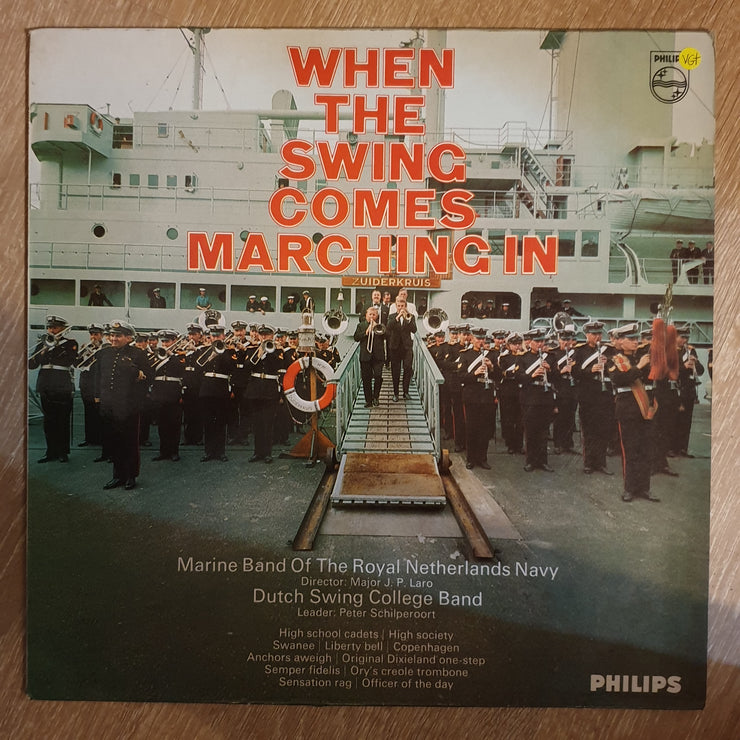 WHEN
THE
SWING
COMES
MARCHING IN
PHILIPS
VG+
ZUIDERKRUIS
Marine Band Of The Royal Netherlands Navy
Director: Major J. P. Laro
Dutch Swing College Band
Leader: Peter Schilperoort
High school cadets | High society
Swanee | Liberty bell | Copenhagen
Anchors aweigh | Original Dixieland one-step
Semper fidelis | Ory's creole trombone
Sensation rag | Officer of the day
PHILIPS